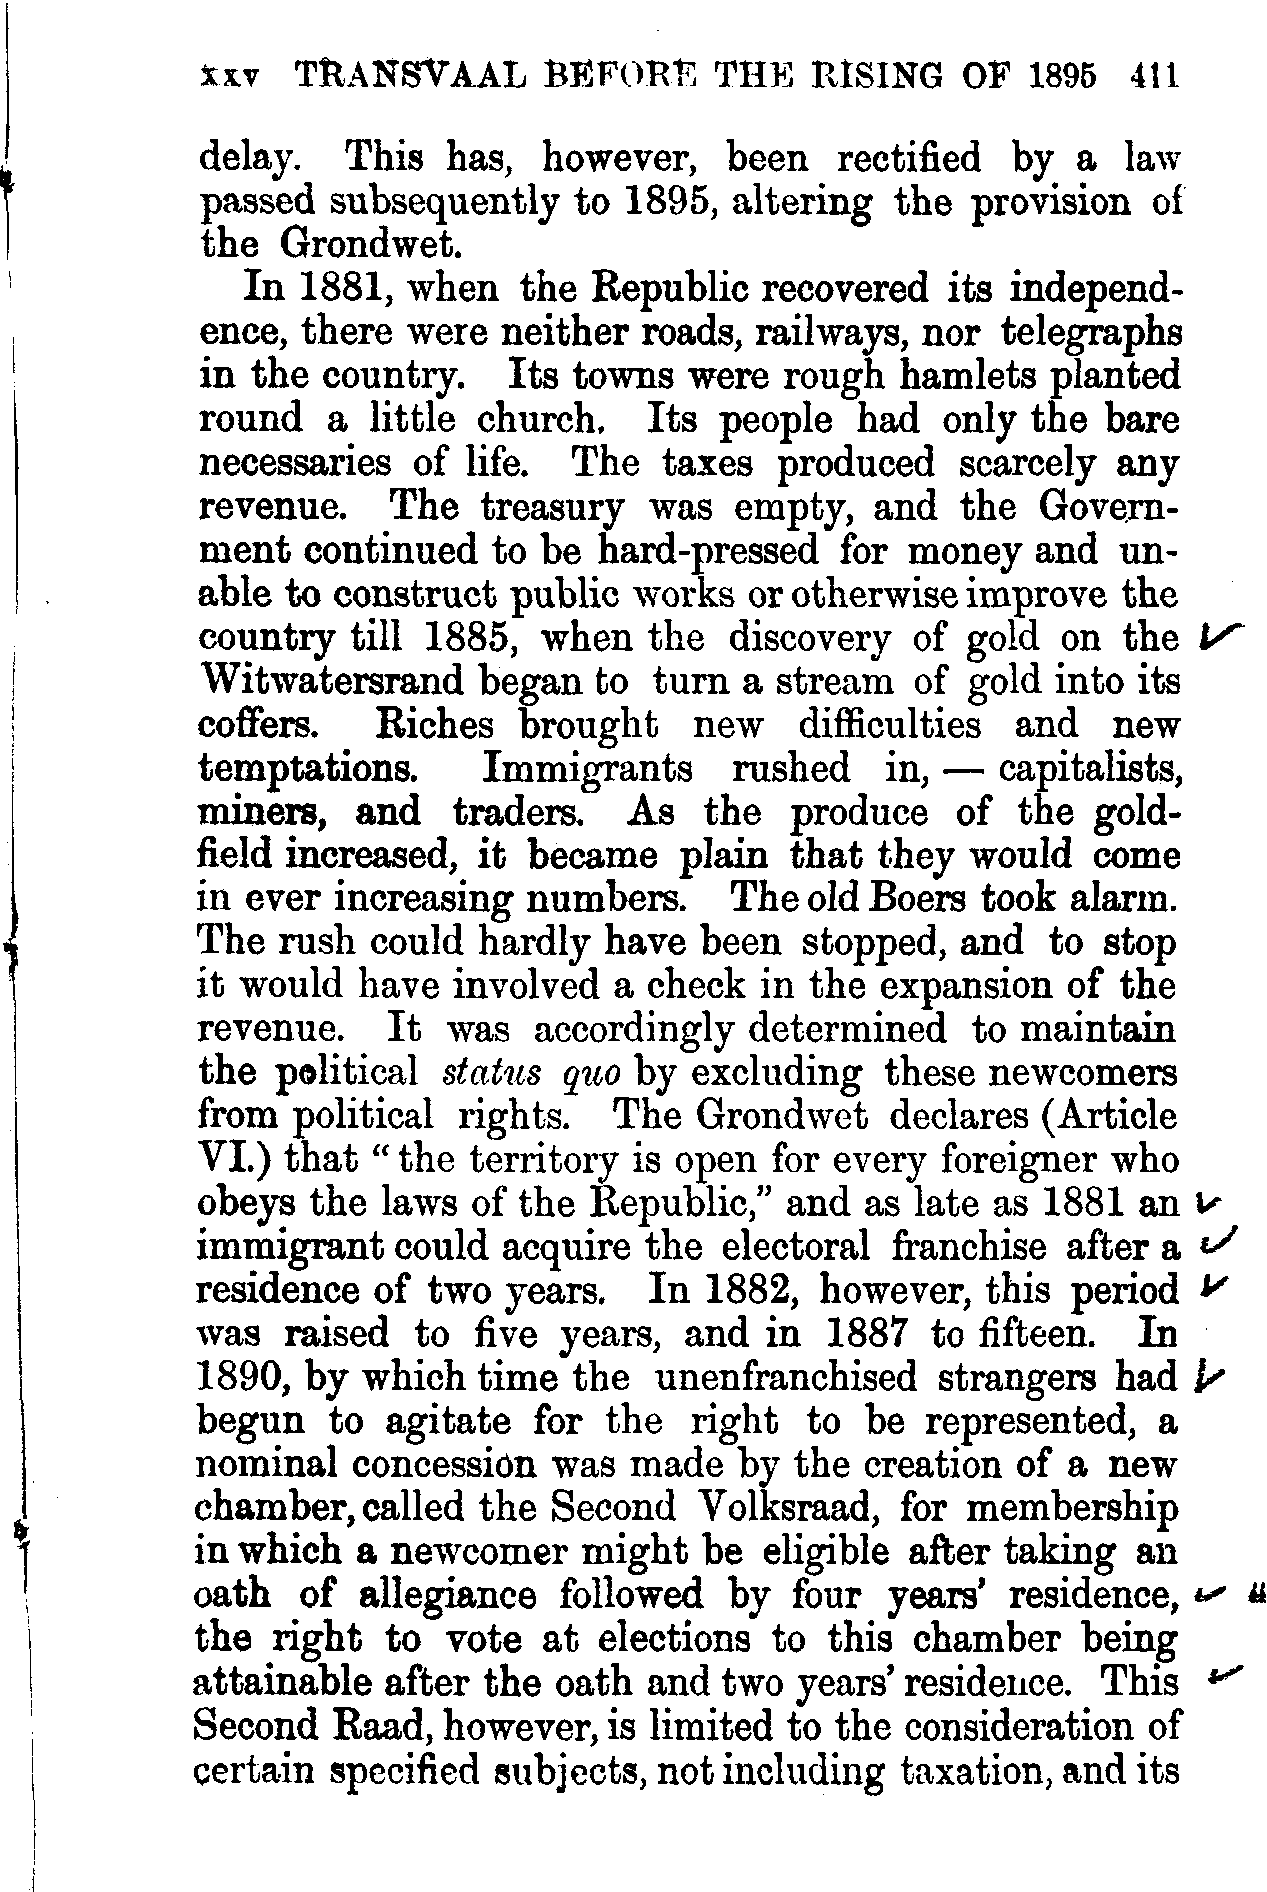 xxv TRANSVAAL BEFORE THE RISING OF 1895 411
delay. This has, however, been rectified by a law
passed subsequently to 1895, altering the provision of
the Grondwet.
In 1881, when the Republic recovered its independ-
ence, there were neither roads, railways, nor telegraphs
in the country. Its towns were rough hamlets planted
round a little church. Its people had only the bare
necessaries of life. The taxes produced scarcely any
revenue. The treasury was empty, and the Govern-
ment continued to be hard-pressed for money and un-
able to construct public works or otherwise improve the
country till 1885, when the discovery of gold on the
Witwatersrand began to turn a stream of gold into its
coffers. Riches brought new difficulties and new
temptations. Immigrants rushed in, — capitalists,
miners, and traders. As the produce of the gold-
field increased, it became plain that they would come
in ever increasing numbers. The old Boers took alarm.
The rush could hardly have been stopped, and to stop
it would have involved a check in the expansion of the
revenue. It was accordingly determined to maintain
the political status quo by excluding these newcomers
from political rights. The Grondwet declares (Article
VI.) that “the territory is open for every foreigner who
obeys the laws of the Republic,” and as late as 1881 an
immigrant could acquire the electoral franchise after a
residence of two years. In 1882, however, this period
was raised to five years, and in 1887 to fifteen. In
1890, by which time the unenfranchised strangers had
begun to agitate for the right to be represented, a
nominal concession was made by the creation of a new
chamber, called the Second Volksraad, for membership
in which a newcomer might be eligible after taking an
oath of allegiance followed by four years’ residence,
the right to vote at elections to this chamber being
attainable after the oath and two years’ residence. This
Second Raad, however, is limited to the consideration of
certain specified subjects, not including taxation, and its